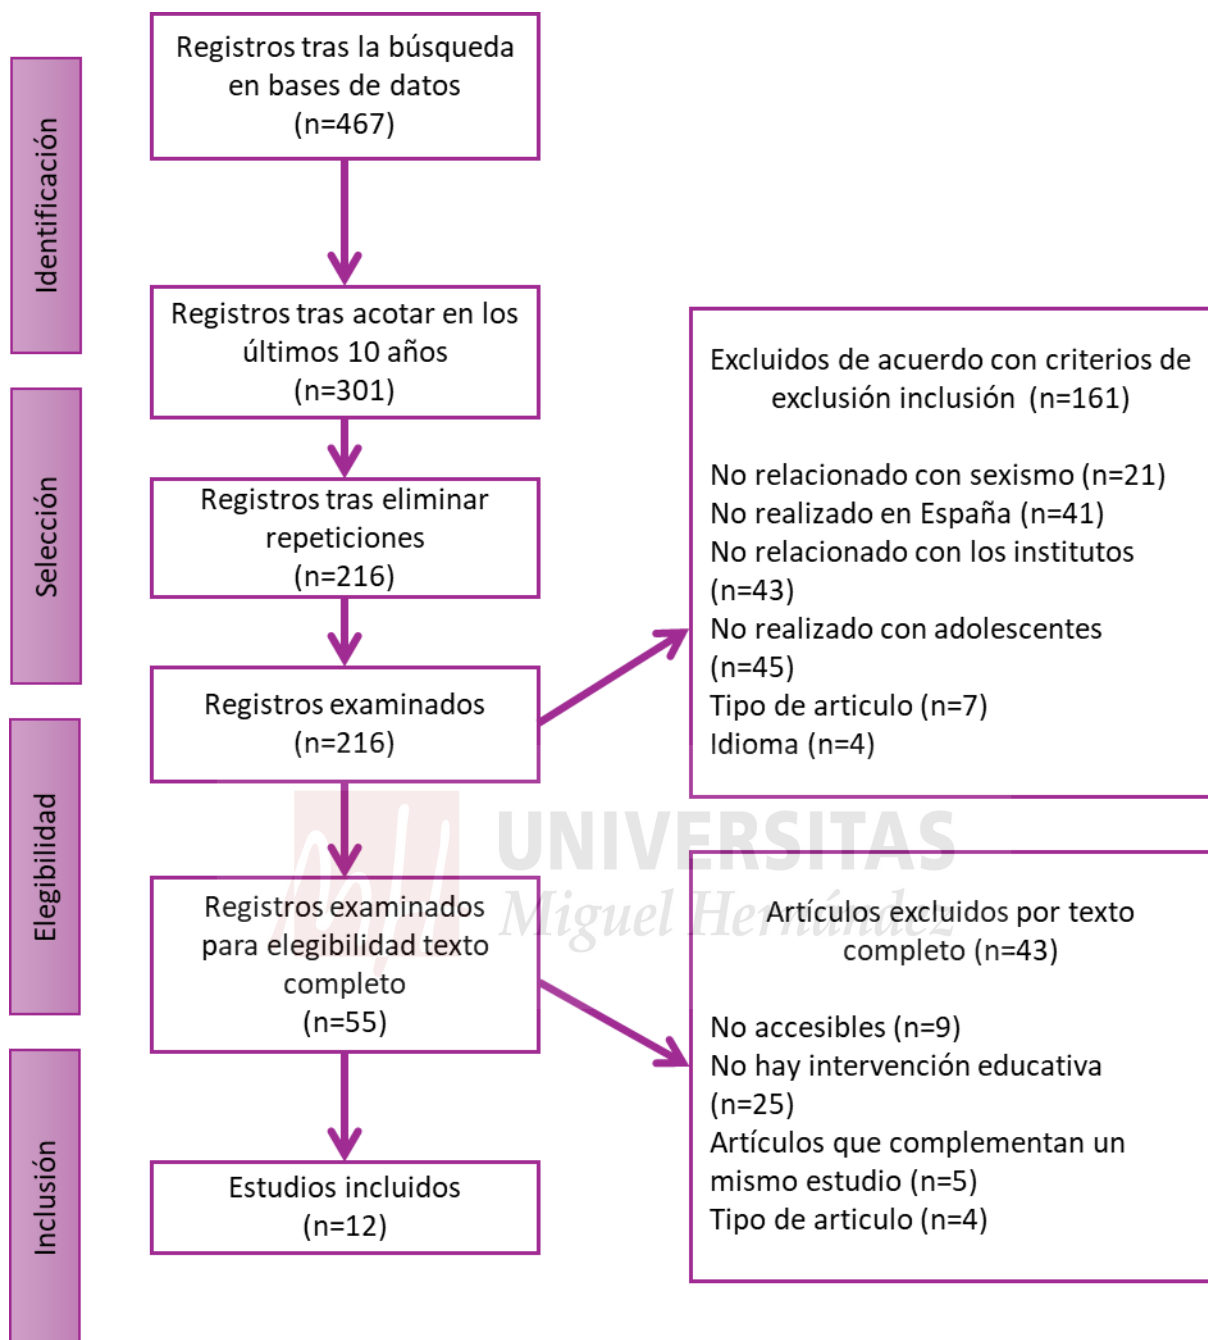 Identificación
Registros tras la búsqueda
en bases de datos
(n=467)
Registros tras acotar en los
últimos 10 años
(n=301)
Selección
Registros tras eliminar
repeticiones
(n=216)
Registros examinados
(n=216)
Excluidos de acuerdo con criterios de
exclusión inclusión (n=161)
No relacionado con sexismo (n=21)
No realizado en España (n=41)
No relacionado con los institutos
(n=43)
No realizado con adolescentes
(n=45)
Tipo de articulo (n=7)
Idioma (n=4)
Elegibilidad
UNIVERSITAS
Miguel Hernández
Registros examinados
para elegibilidad texto
completo
(n=55)
Artículos excluidos por texto
completo (n=43)
No accesibles (n=9)
No hay intervención educativa
(n=25)
Artículos que complementan un
mismo estudio (n=5)
Tipo de articulo (n=4)
Inclusión
Estudios incluidos
(n=12)